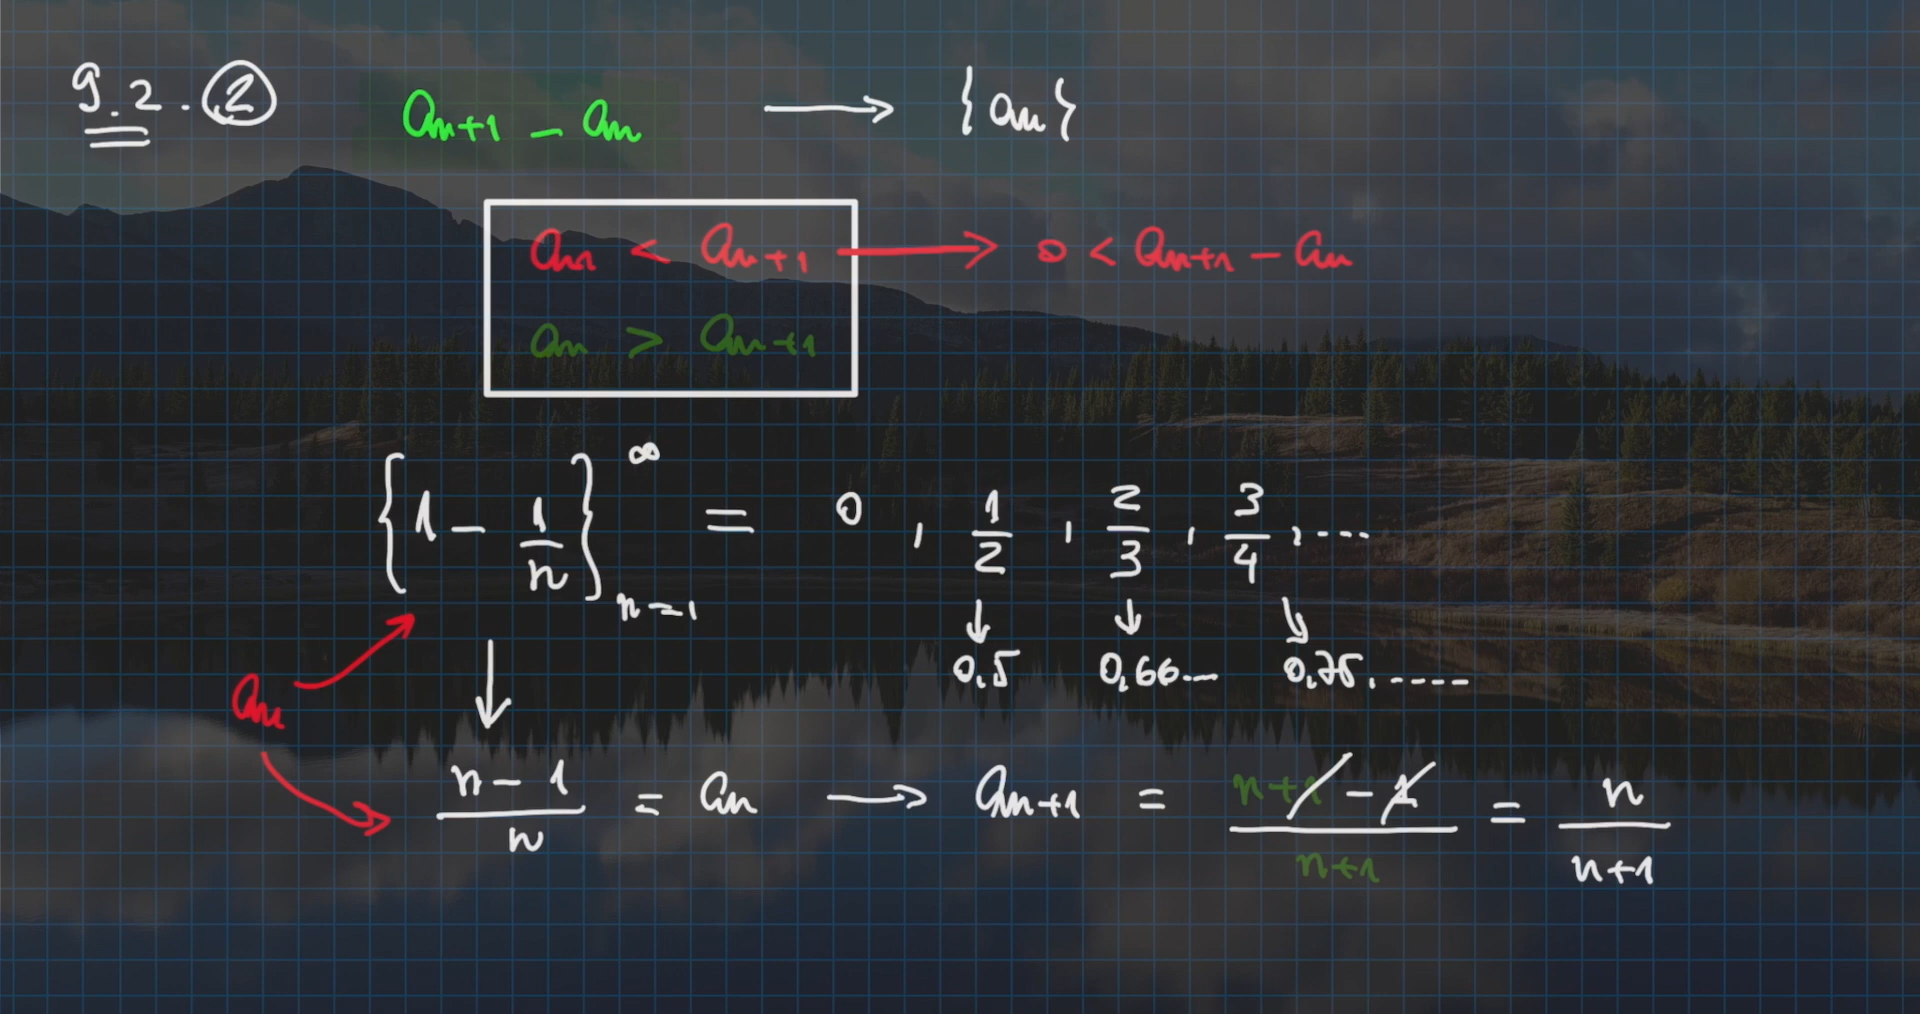 9.2. ② aₙ₊₁ − aₙ ⟶ {aₙ}
aₙ < aₙ₊₁ ⟶ 0 < aₙ₊₁ − aₙ
aₙ > aₙ₊₁
{1 − 1/n}ₙ₌₁^∞ = 0 , 1/2 , 2/3 , 3/4 , ....
↓ 0,5 ↓ 0,66... ↘ 0,75, .....
aₙ
(n − 1)/n = aₙ ⟶ aₙ₊₁ = (n+1 − 1)/(n+1) = n/(n+1)